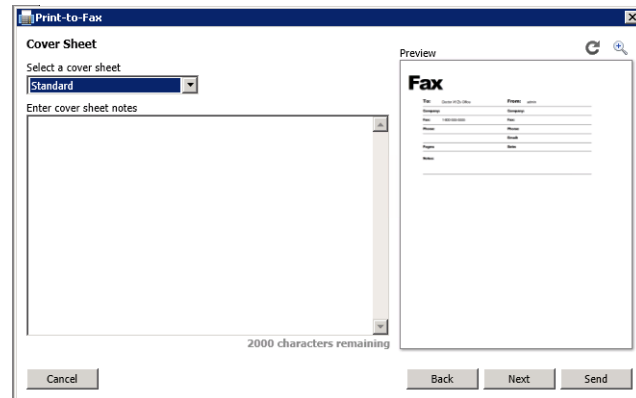 Print-to-Fax
Cover Sheet
Select a cover sheet
Standard
Enter cover sheet notes
2000 characters remaining
Preview
Fax
To: From:
Company: Company:
Fax: Fax:
Phone: Phone:
Email:
Pages: Date:
Notes:
Cancel
Back
Next
Send